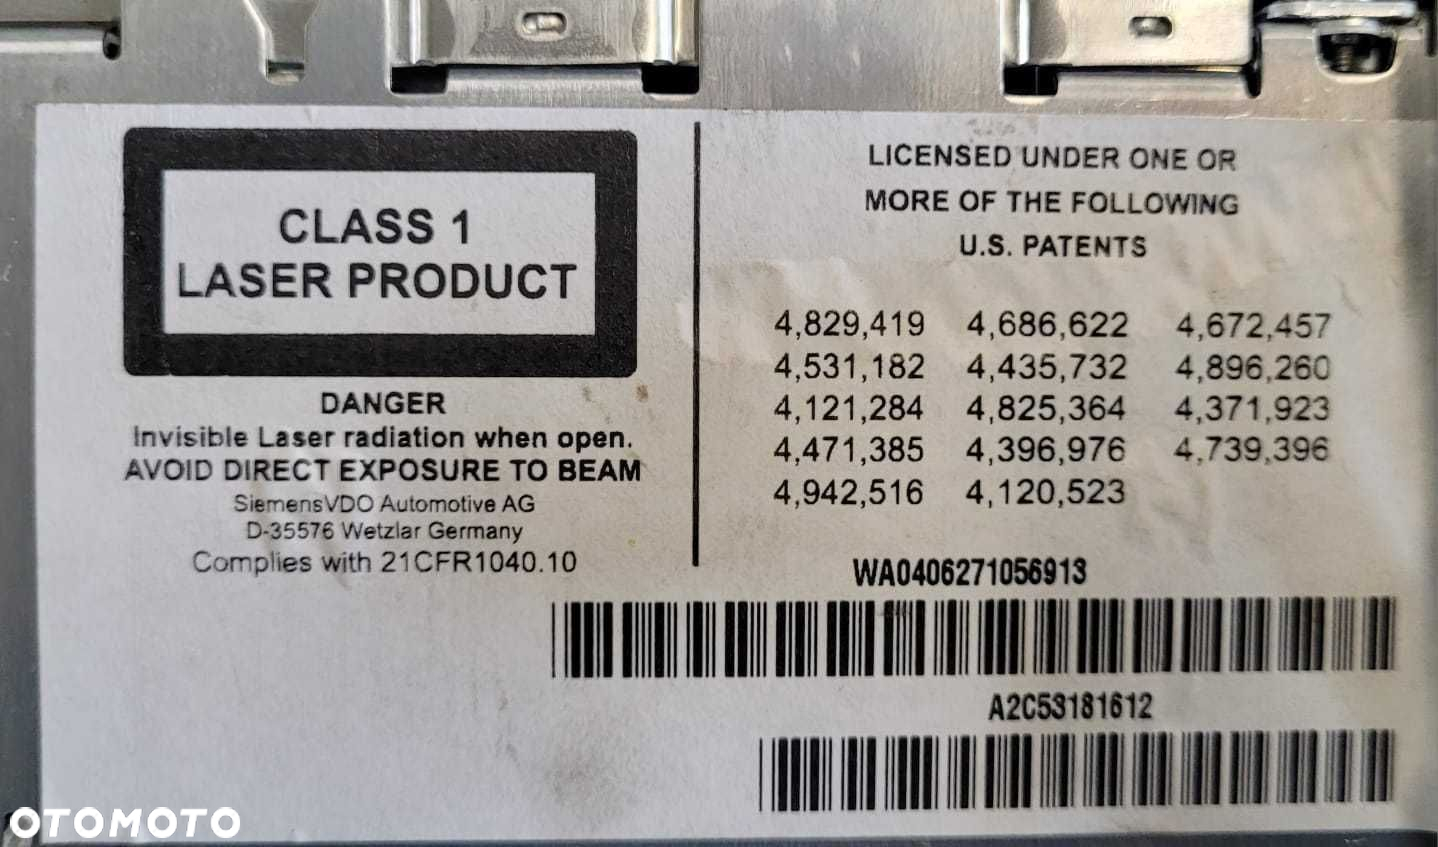 CLASS 1
LASER PRODUCT
DANGER
Invisible Laser radiation when open.
AVOID DIRECT EXPOSURE TO BEAM
SiemensVDO Automotive AG
D-35576 Wetzlar Germany
Complies with 21CFR1040.10
LICENSED UNDER ONE OR
MORE OF THE FOLLOWING
U.S. PATENTS
4,829,419 4,686,622 4,672,457
4,531,182 4,435,732 4,896,260
4,121,284 4,825,364 4,371,923
4,471,385 4,396,976 4,739,396
4,942,516 4,120,523
WA0406271056913
A2C53181612
OTOMOTO